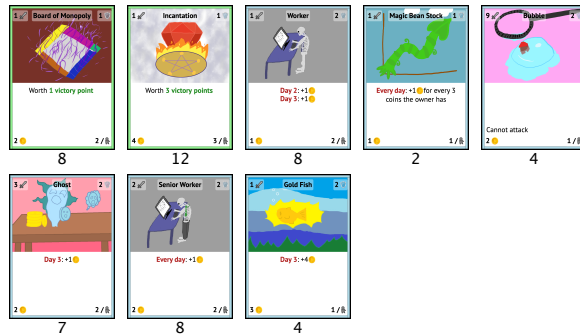 1 Board of Monopoly 1
Worth 1 victory point
2 2/
8
1 Incantation 1
Worth 3 victory points
4 3/
12
1 Worker 2
Day 2: +1
Day 3: +1
1 2/
8
1 Magic Bean Stock 1
Every day: +1 for every 3
coins the owner has
1 1/
2
9 Bubble 2
Cannot attack
2 1/
4
3 Ghost 2
Day 3: +1
2 2/
7
2 Senior Worker 2
Every day: +1
2 2/
8
1 Gold Fish 2
Day 3: +4
3 1/
4